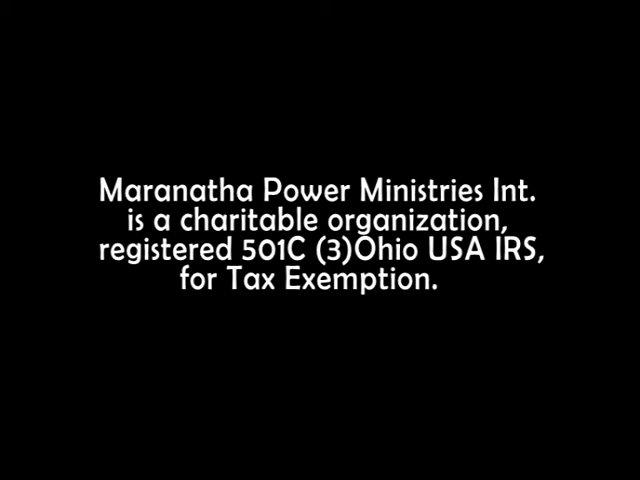 Maranatha Power Ministries Int.
is a charitable organization,
registered 501C (3)Ohio USA IRS,
for Tax Exemption.